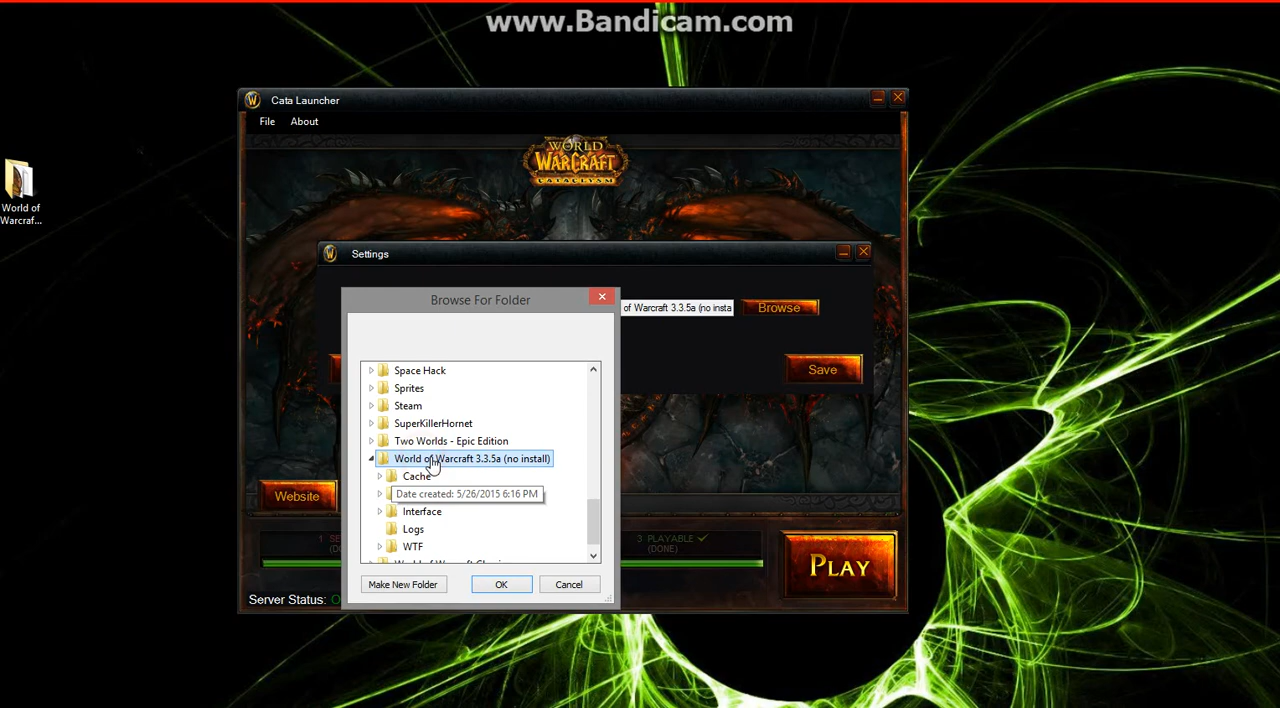 www.Bandicam.com
Cata Launcher
File About
WORLD
OF
WARCRAFT
CATACLYSM
World of
Warcraf...
Settings
of Warcraft 3.3.5a (no insta
Browse
Save
Browse For Folder
Space Hack
Sprites
Steam
SuperKillerHornet
Two Worlds - Epic Edition
World of Warcraft 3.3.5a (no install)
Cache
Date created: 5/26/2015 6:16 PM
Interface
Logs
WTF
Make New Folder OK Cancel
Website
3 PLAYABLE
(DONE)
PLAY
Server Status: